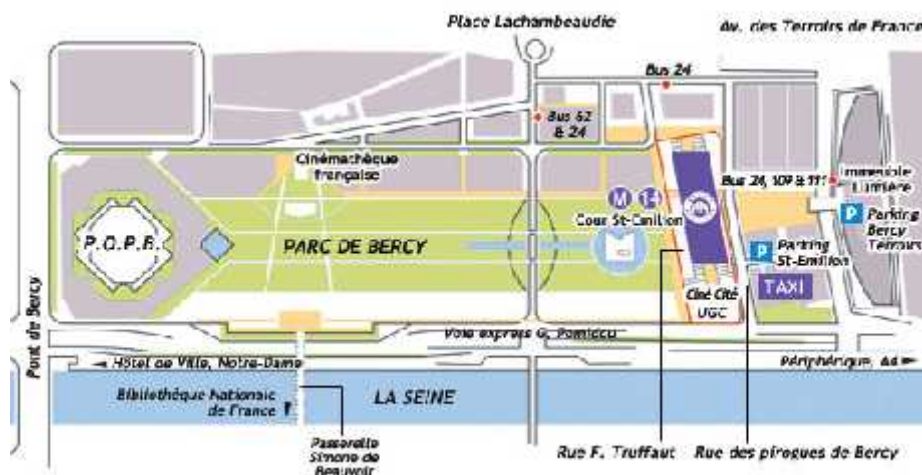 Place Lachambeaudie
Av. des Terroirs de France
Bus 24
Bus 62
& 24
Cinémathèque
française
Bus 24, 109 & 111
Immeuble
Lumière
M 14
Cour St-Emilion
P.O.P.B.
PARC DE BERCY
P
Parking
Bercy
Terroirs
P
Parking
St-Emilion
TAXI
Ciné Cité
UGC
Pont de Bercy
Voie express G. Pompidou
Hôtel de Ville, Notre-Dame
Périphérique, A4
Bibliothèque Nationale
de France
LA SEINE
Passerelle
Simone de
Beauvoir
Rue F. Truffaut
Rue des pirogues de Bercy